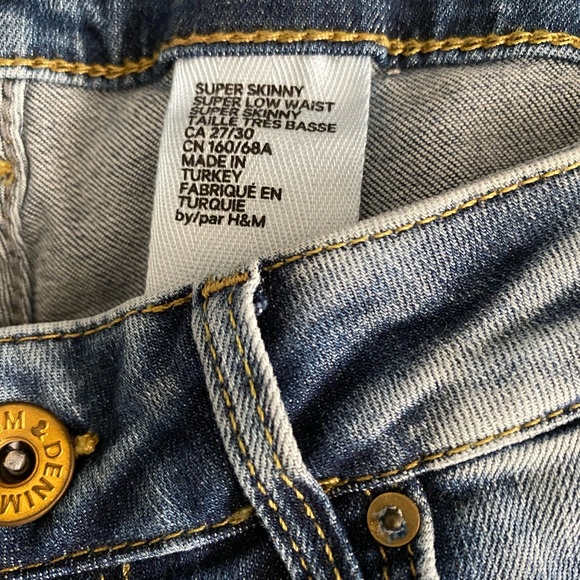 SUPER SKINNY
SUPER LOW WAIST
SUPER SKINNY
TAILLE TRÈS BASSE
CA 27/30
CN 160/68A
MADE IN
TURKEY
FABRIQUÉ EN
TURQUIE
by/par H&M
M & DENIM